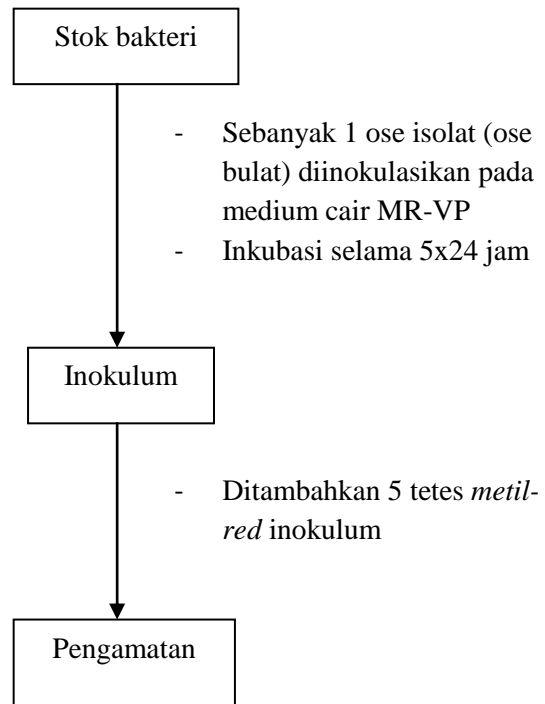 Stok bakteri
- Sebanyak 1 ose isolat (ose
bulat) diinokulasikan pada
medium cair MR-VP
- Inkubasi selama 5x24 jam
Inokulum
- Ditambahkan 5 tetes metil-
red inokulum
Pengamatan